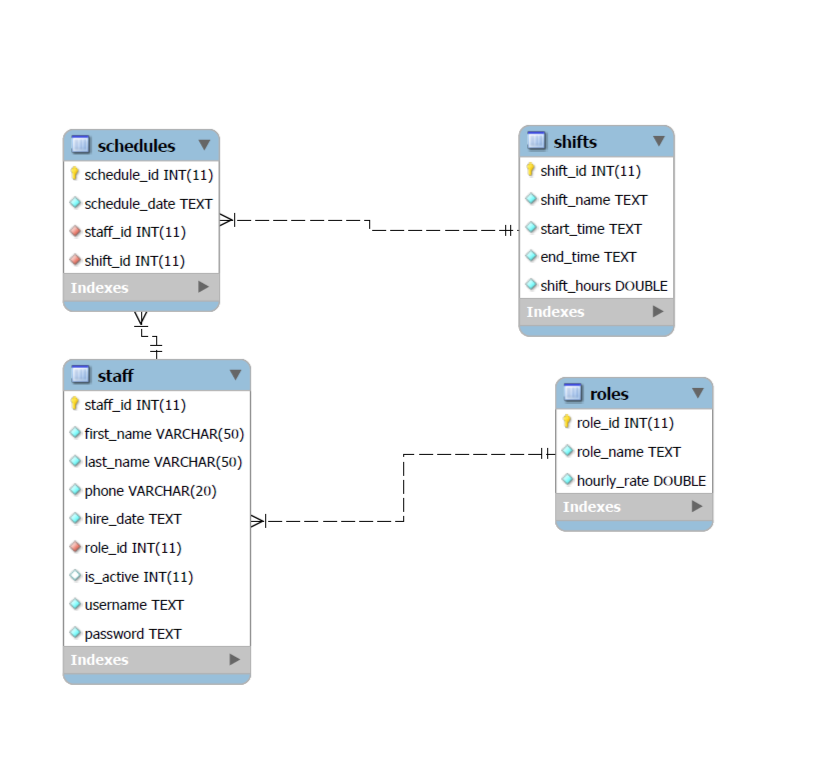 schedules
schedule_id INT(11)
schedule_date TEXT
staff_id INT(11)
shift_id INT(11)
Indexes
shifts
shift_id INT(11)
shift_name TEXT
start_time TEXT
end_time TEXT
shift_hours DOUBLE
Indexes
staff
staff_id INT(11)
first_name VARCHAR(50)
last_name VARCHAR(50)
phone VARCHAR(20)
hire_date TEXT
role_id INT(11)
is_active INT(11)
username TEXT
password TEXT
Indexes
roles
role_id INT(11)
role_name TEXT
hourly_rate DOUBLE
Indexes